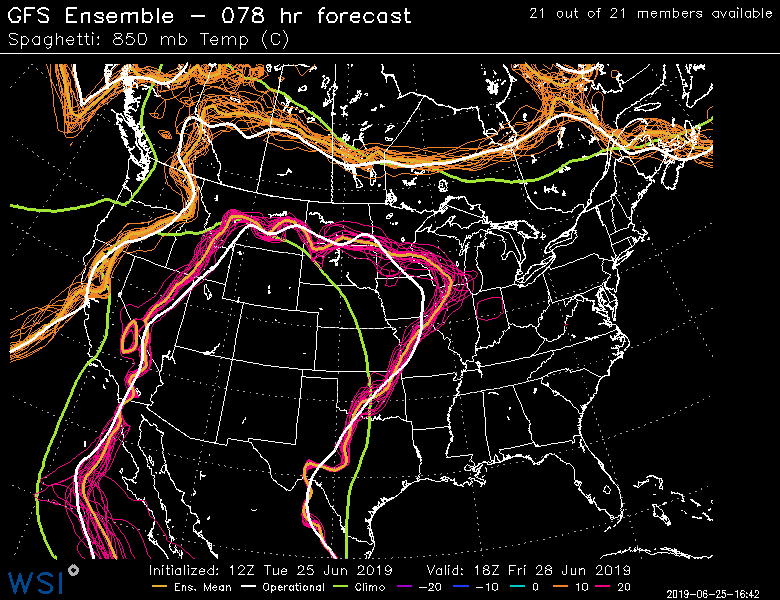 GFS Ensemble – 078 hr forecast
21 out of 21 members available
Spaghetti: 850 mb Temp (C)
Initialized: 12Z Tue 25 Jun 2019 Valid: 18Z Fri 28 Jun 2019
WSI
Ens. Mean Operational Climo -20 -10 0 10 20
2019-06-25-16:42